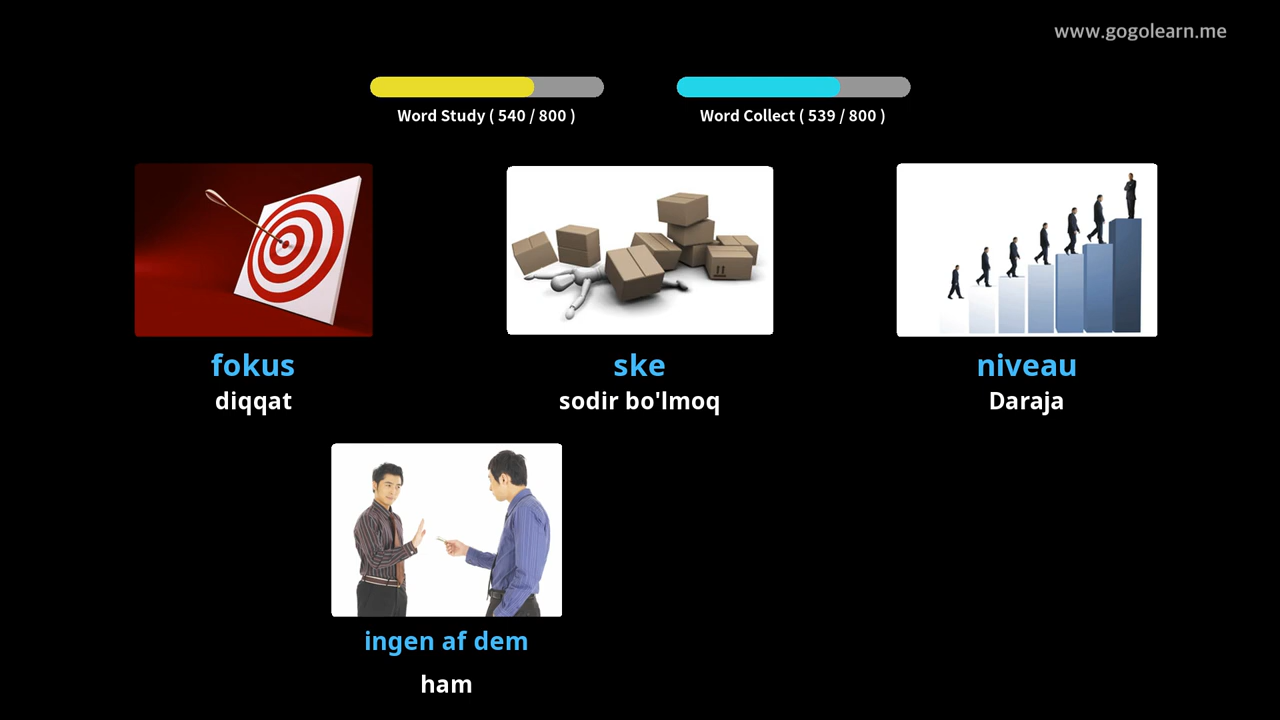 www.gogolearn.me
Word Study ( 540 / 800 )
Word Collect ( 539 / 800 )
fokus
ske
niveau
diqqat
sodir bo'lmoq
Daraja
ingen af dem
ham